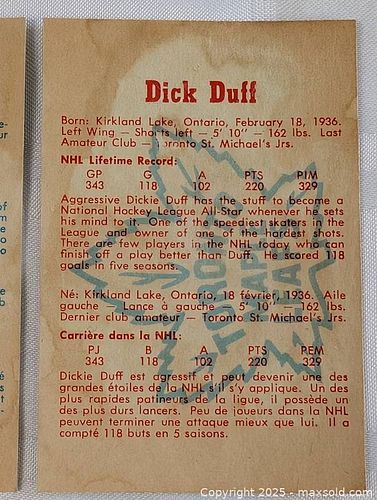 Dick Duff
Born: Kirkland Lake, Ontario, February 18, 1936.
Left Wing — Shoots left — 5' 10" — 162 lbs. Last
Amateur Club — Toronto St. Michael's Jrs.
NHL Lifetime Record:
GP G A PTS PIM
343 118 102 220 329
Aggressive Dickie Duff has the stuff to become a
National Hockey League All-Star whenever he sets
his mind to it. One of the speediest skaters in the
League and owner of one of the hardest shots.
There are few players in the NHL today who can
finish off a play better than Duff. He scored 118
goals in five seasons.
Né: Kirkland Lake, Ontario, 18 février, 1936. Aile
gauche — Lance à gauche — 5' 10" — 162 lbs.
Dernier club amateur — Toronto St. Michael's Jrs.
Carrière dans la NHL:
PJ B A PTS PEM
343 118 102 220 329
Dickie Duff est agressif et peut devenir une des
grandes étoiles de la NHL s'il s'y applique. Un des
plus rapides patineurs de la ligue, il possède un
des plus durs lancers. Peu de joueurs dans la NHL
peuvent terminer une attaque mieux que lui. Il a
compté 118 buts en 5 saisons.
TORONTO
MAPLE
LEAFS
Copyright 2025 - maxsold.com